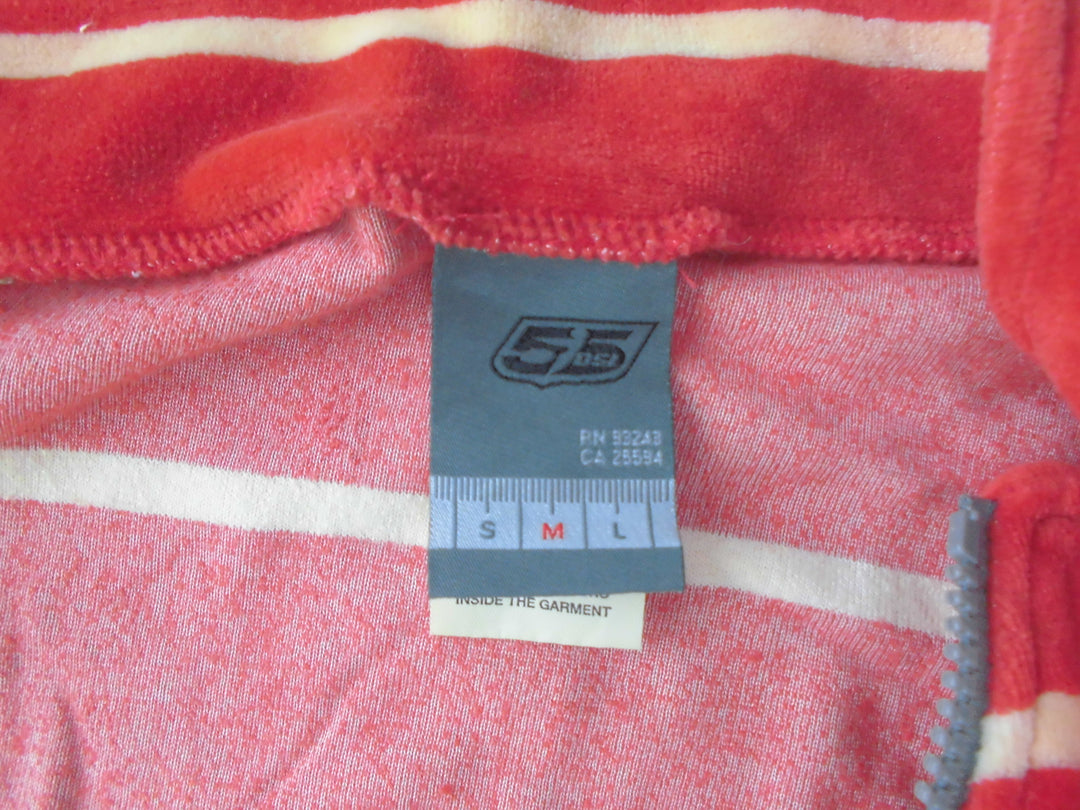 55
DSL
RN 93243
CA 25594
S M L
INSIDE THE GARMENT